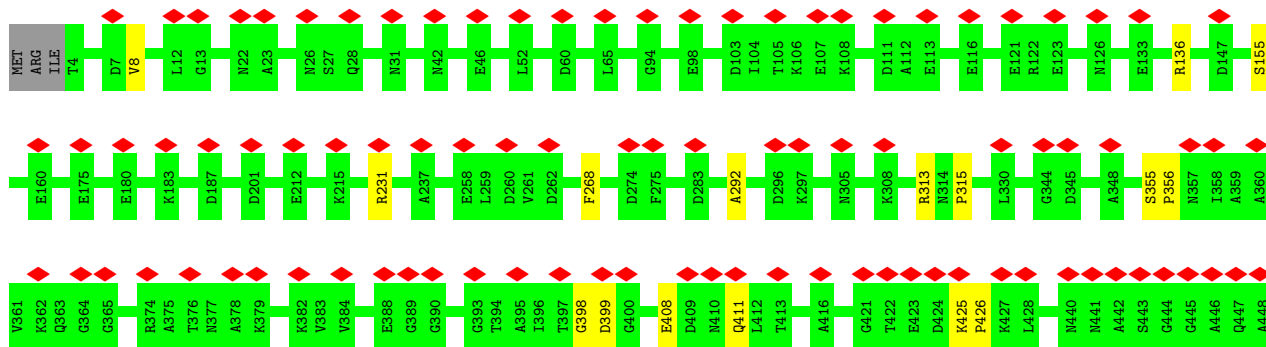 MET ARG ILE T4 D7 V8 L12 G13 N22 A23 N26 S27 Q28 N31 N42 E46 L52 D60 L65 G94 E98 D103 I104 T105 K106 E107 K108 D111 A112 E113 E116 E121 R122 E123 N126 E133 R136 D147 S155
E160 E175 E180 K183 D187 D201 E212 K215 R231 A237 E258 L259 D260 V261 D262 F268 D274 F275 D283 A292 D296 K297 N305 K308 R313 N314 P315 L330 G344 D345 A348 S355 P356 N357 I358 A359 A360
V361 K362 Q363 G364 G365 R374 A375 T376 N377 A378 K379 K382 V383 V384 E388 G389 G390 G393 T394 A395 I396 T397 G398 D399 G400 E408 D409 N410 Q411 L412 T413 A416 G421 T422 E423 D424 K425 P426 K427 L428 N440 N441 A442 S443 G444 G445 A446 Q447 A448